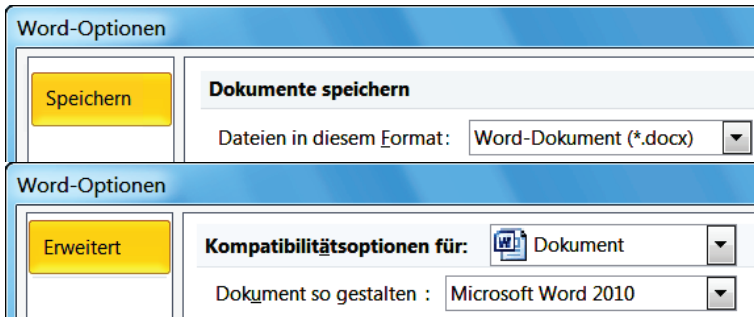 Word-Optionen
Speichern
Dokumente speichern
Dateien in diesem Format: Word-Dokument (*.docx)
Word-Optionen
Erweitert
Kompatibilitätsoptionen für: Dokument
Dokument so gestalten : Microsoft Word 2010